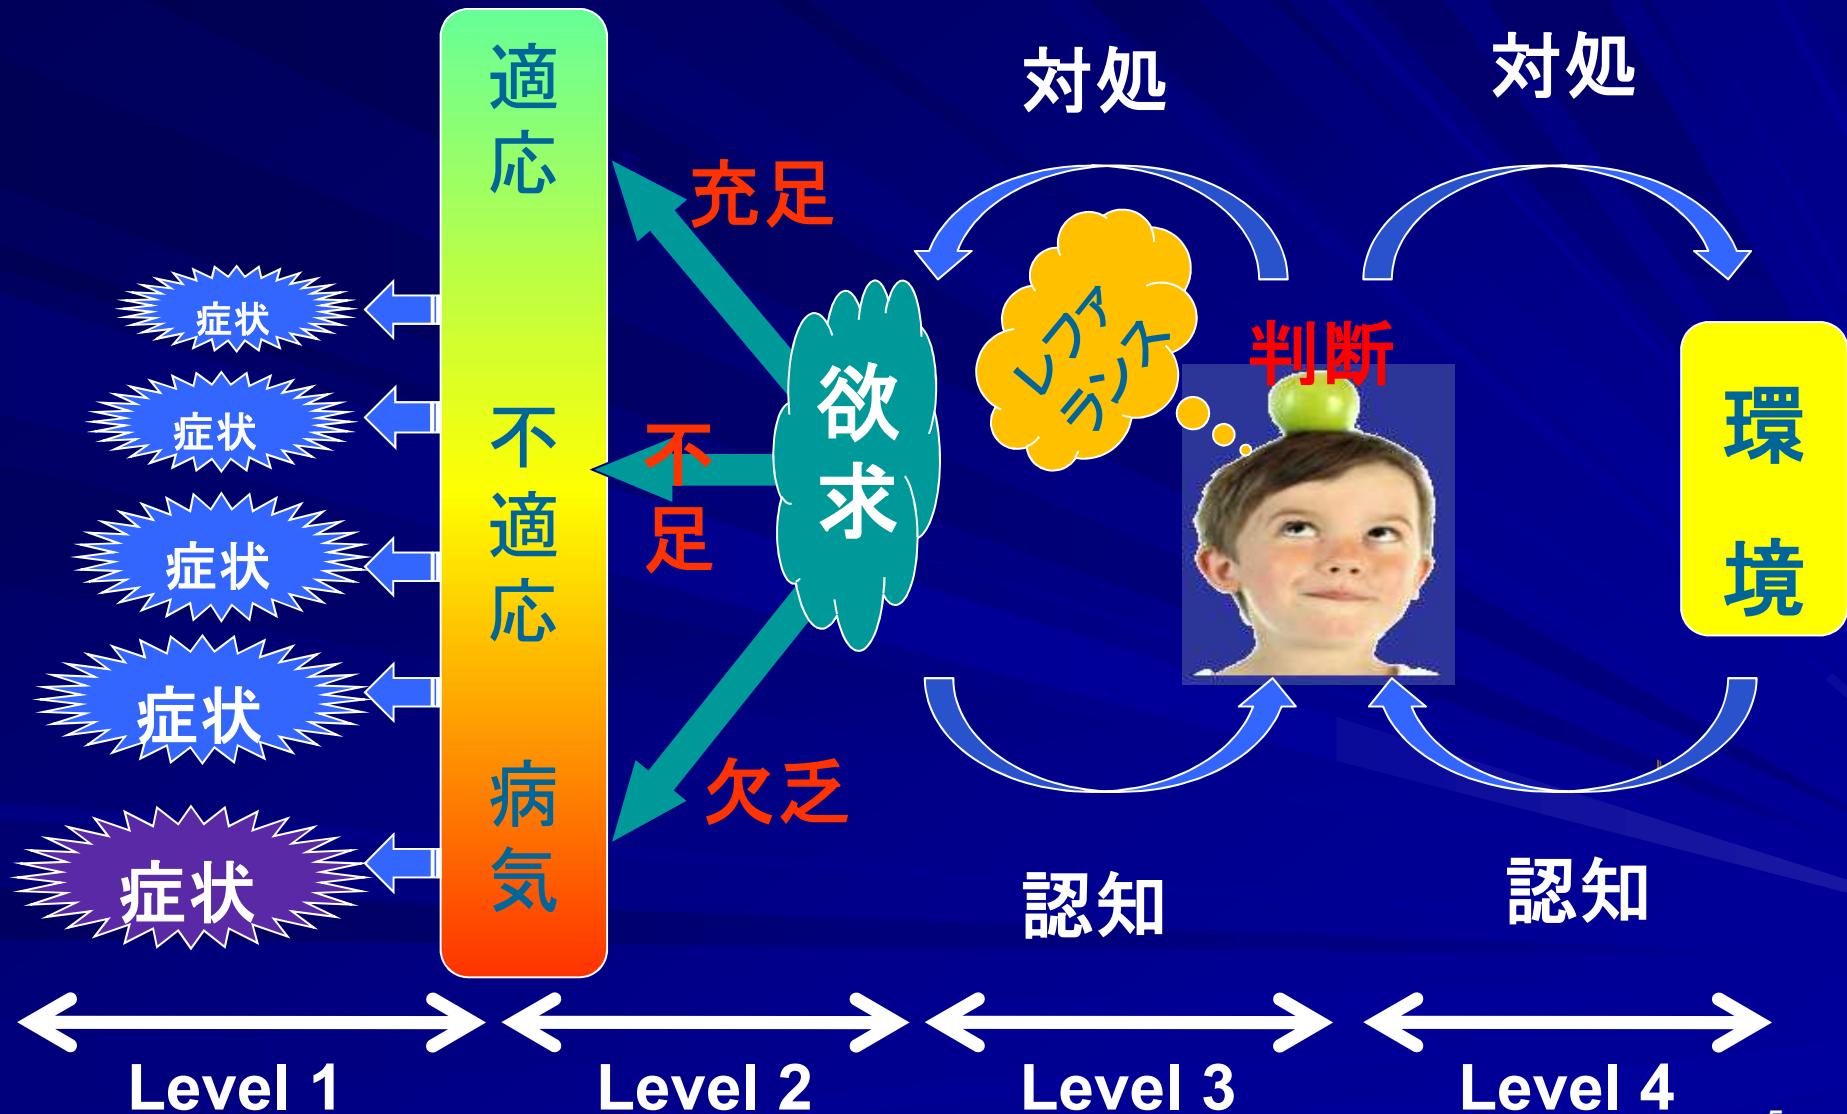 適応
不適応
病気
症状
症状
症状
症状
症状
充足
不足
欠乏
欲求
対処
対処
レファ
ランス
判断
環境
認知
認知
Level 1
Level 2
Level 3
Level 4